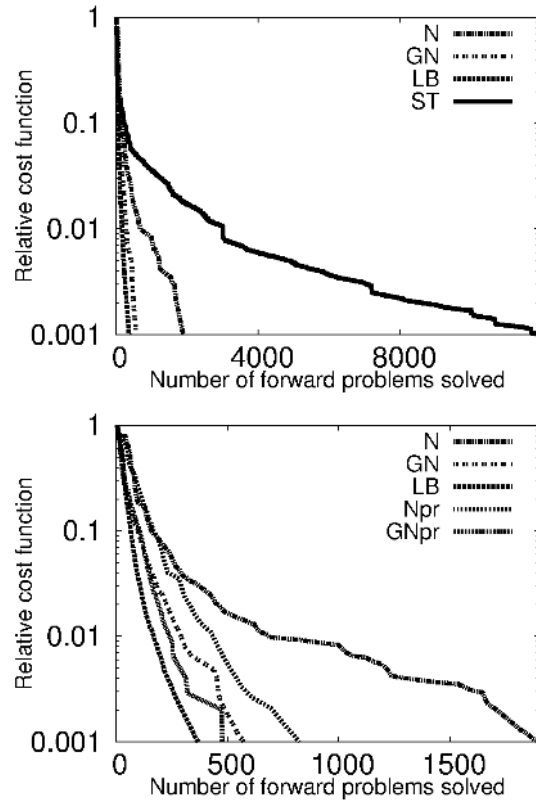 1
0.1
0.01
0.001
Relative cost function
N
GN
LB
ST
0 4000 8000
Number of forward problems solved
1
0.1
0.01
0.001
Relative cost function
N
GN
LB
Npr
GNpr
0 500 1000 1500
Number of forward problems solved